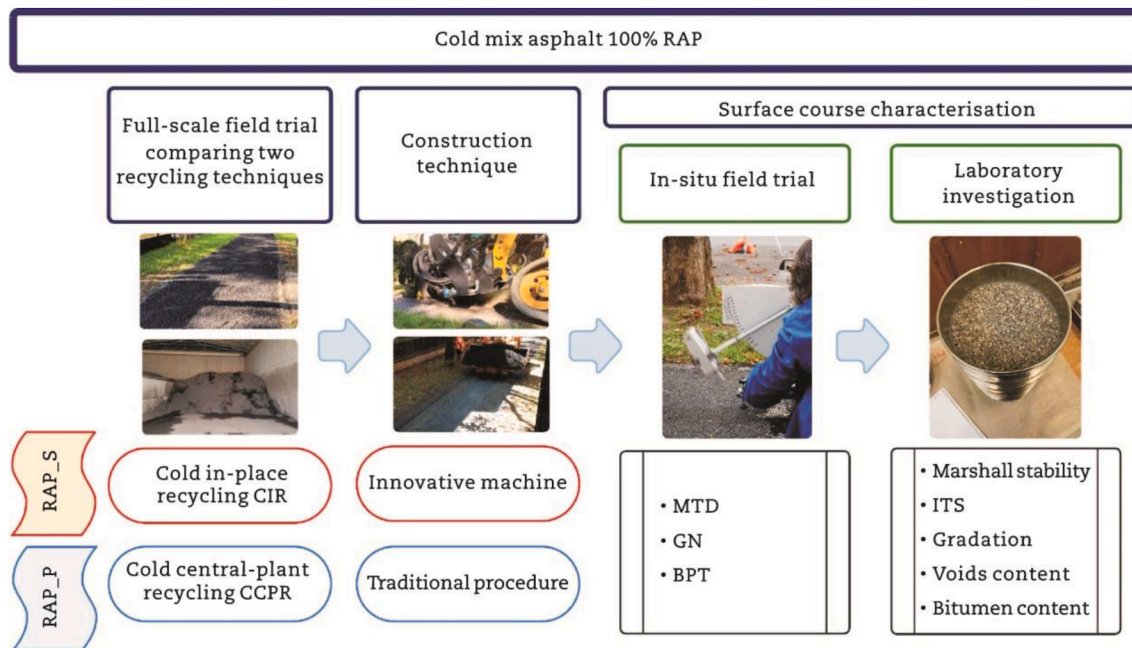 Cold mix asphalt 100% RAP
Full-scale field trial
comparing two
recycling techniques
Construction
technique
Surface course characterisation
In-situ field trial
Laboratory
investigation
RAP_S
Cold in-place
recycling CIR
Innovative machine
RAP_P
Cold central-plant
recycling CCPR
Traditional procedure
• MTD
• GN
• BPT
• Marshall stability
• ITS
• Gradation
• Voids content
• Bitumen content